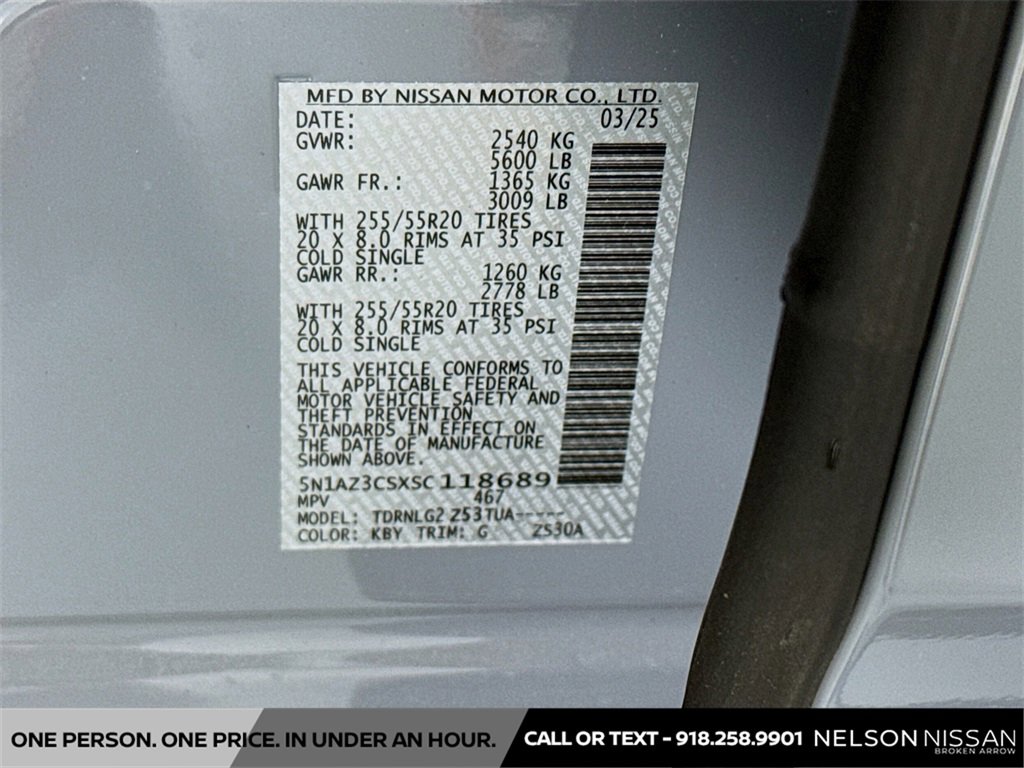 MFD BY NISSAN MOTOR CO., LTD.
DATE: 03/25
GVWR: 2540 KG
5600 LB
GAWR FR.: 1365 KG
3009 LB
WITH 255/55R20 TIRES
20 X 8.0 RIMS AT 35 PSI
COLD SINGLE
GAWR RR.: 1260 KG
2778 LB
WITH 255/55R20 TIRES
20 X 8.0 RIMS AT 35 PSI
COLD SINGLE
THIS VEHICLE CONFORMS TO
ALL APPLICABLE FEDERAL
MOTOR VEHICLE SAFETY AND
THEFT PREVENTION
STANDARDS IN EFFECT ON
THE DATE OF MANUFACTURE
SHOWN ABOVE.
5N1AZ3CSXSC118689
MPV 467
MODEL: TDRNLG2 Z53TUA-----
COLOR: KBY TRIM: G ZS30A
ONE PERSON. ONE PRICE. IN UNDER AN HOUR.
CALL OR TEXT - 918.258.9901
NELSON NISSAN
BROKEN ARROW